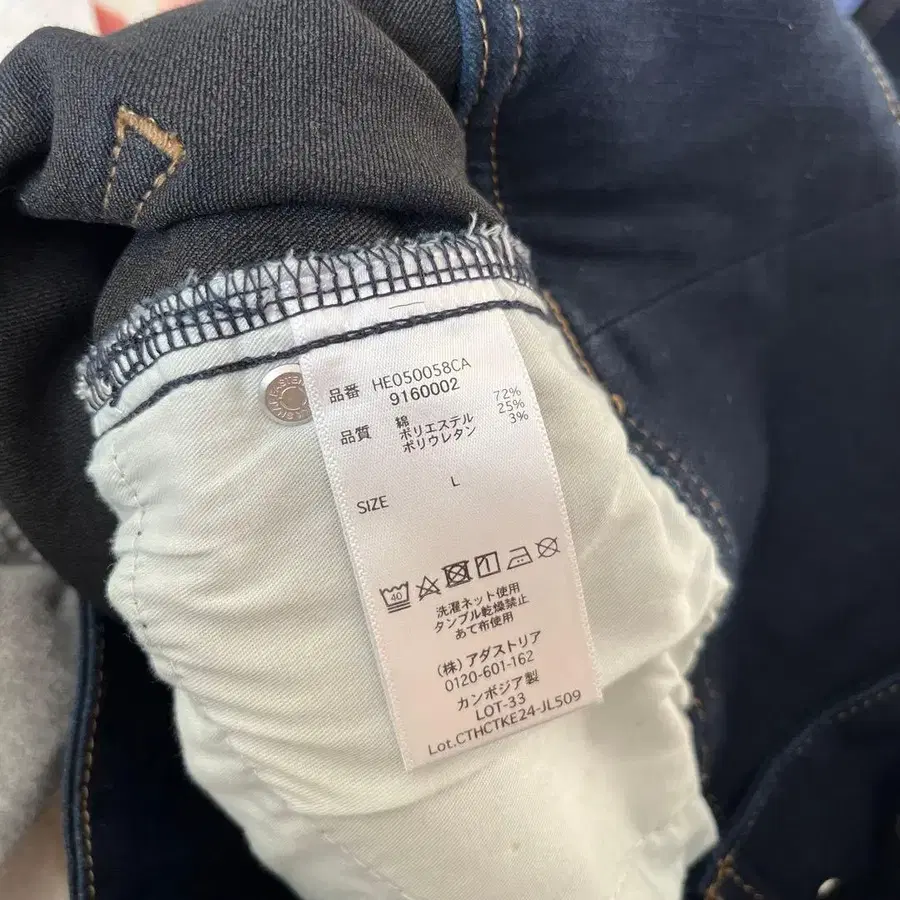 品番 HE050058CA
9160002
品質 綿 72%
ポリエステル 25%
ポリウレタン 3%
SIZE L
40
洗濯ネット使用
タンブル乾燥禁止
あて布使用
(株)アダストリア
0120-601-162
カンボジア製
LOT-33
Lot.CTHCTKE24-JL509